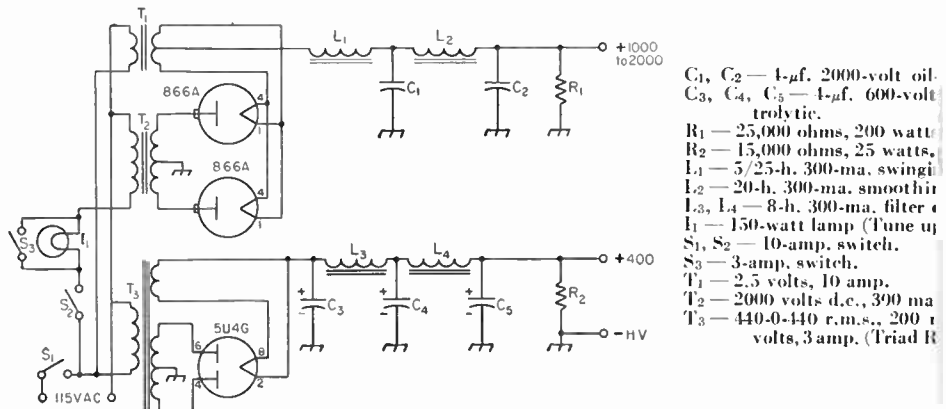 T1
L1
L2
+1000
to2000
C1
C2
R1
866A
4
1
T2
866A
4
1
S3
I1
S2
S1
115VAC
T3
L3
L4
+400
C3
C4
C5
R2
-HV
5U4G
6
4
8
2
+
-
+
-
+
-
C1, C2 — 4-µf. 2000-volt oil-
C3, C4, C5 — 4-µf. 600-volt
trolytic.
R1 — 25,000 ohms, 200 watts
R2 — 15,000 ohms, 25 watts.
L1 — 5/25-h. 300-ma.
L2 — 20-h. 300-ma.
L3, L4 — 8-h. 300-ma. filter
I1 — 150-watt lamp (Tune
S1, S2 — 10-amp. switch.
S3 — 3-amp. switch.
T1 — 2.5 volts, 10 amp.
T2 — 2000 volts d.c., 390 ma
T3 — 440-0-440 r.m.s., 200
volts, 3 amp. (Triad